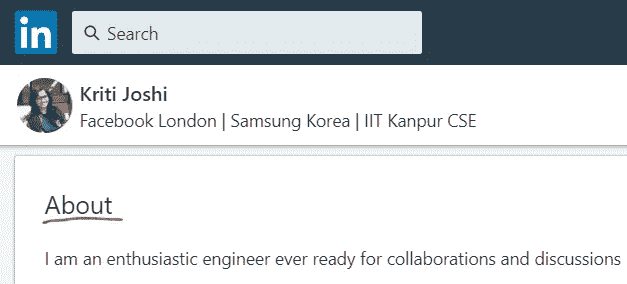 in
Search
Kriti Joshi
Facebook London | Samsung Korea | IIT Kanpur CSE
About
I am an enthusiastic engineer ever ready for collaborations and discussions